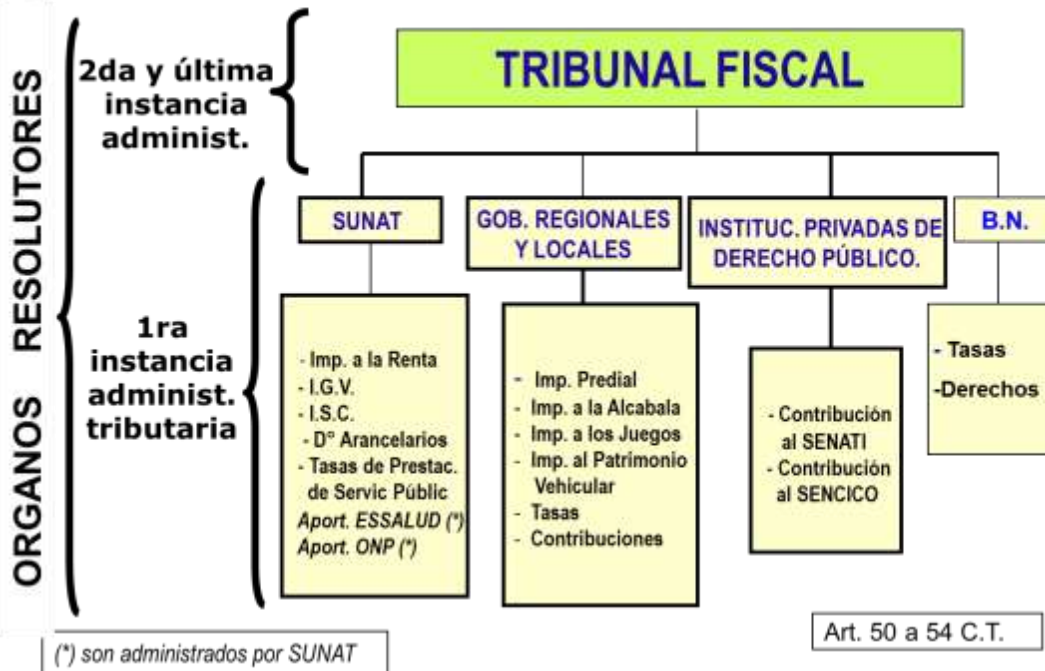 ORGANOS RESOLUTORES
2da y última
instancia
administ.
TRIBUNAL FISCAL
1ra
instancia
administ.
tributaria
SUNAT
- Imp. a la Renta
- I.G.V.
- I.S.C.
- D° Arancelarios
- Tasas de Prestac.
de Servic Públic
Aport. ESSALUD (*)
Aport. ONP (*)
GOB. REGIONALES
Y LOCALES
- Imp. Predial
- Imp. a la Alcabala
- Imp. a los Juegos
- Imp. al Patrimonio
Vehicular
- Tasas
- Contribuciones
INSTITUC. PRIVADAS DE
DERECHO PÚBLICO.
- Contribución
al SENATI
- Contribución
al SENCICO
B.N.
- Tasas
-Derechos
(*) son administrados por SUNAT
Art. 50 a 54 C.T.